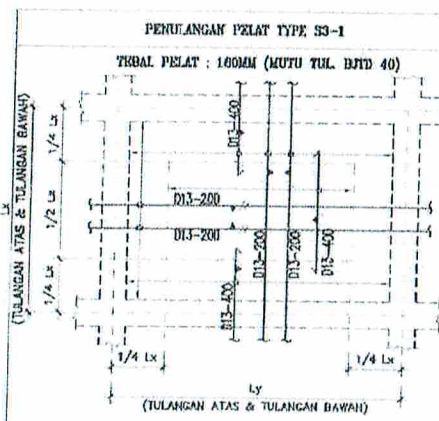 PENULANGAN PELAT TYPE S3-1
TEBAL PELAT : 160MM (MUTU TUL. BJTD 40)
Lx
(TULANGAN ATAS & TULANGAN BAWAH)
1/4 Lx
1/2 Lx
1/4 Lx
D13-400
D13-200
D13-200
D13-200
D13-200
D13-400
D13-400
1/4 Lx
1/4 Lx
Ly
(TULANGAN ATAS & TULANGAN BAWAH)